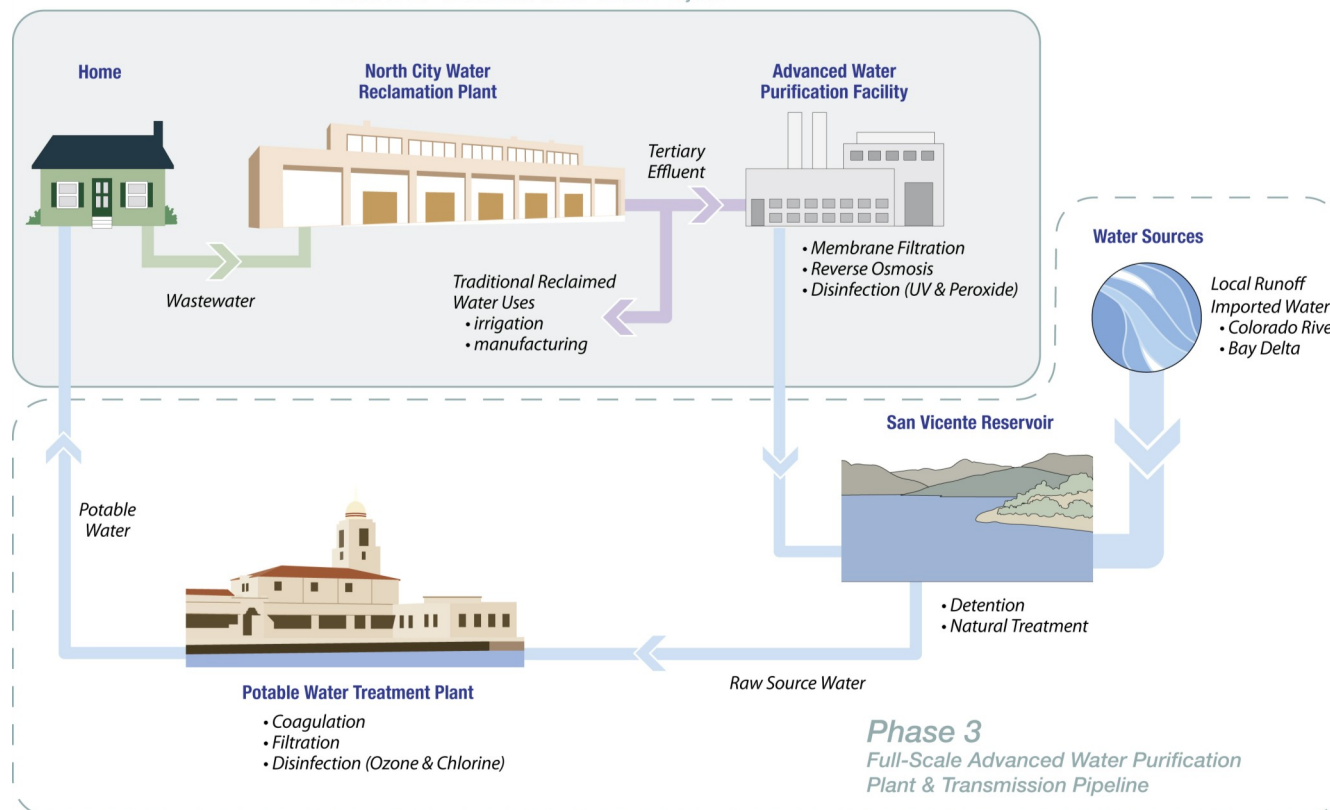 Home
North City Water
Reclamation Plant
Advanced Water
Purification Facility
Tertiary
Effluent
Wastewater
Traditional Reclaimed
Water Uses
• irrigation
• manufacturing
• Membrane Filtration
• Reverse Osmosis
• Disinfection (UV & Peroxide)
Water Sources
Local Runoff
Imported Water
• Colorado Rive
• Bay Delta
San Vicente Reservoir
• Detention
• Natural Treatment
Potable
Water
Raw Source Water
Potable Water Treatment Plant
• Coagulation
• Filtration
• Disinfection (Ozone & Chlorine)
Phase 3
Full-Scale Advanced Water Purification
Plant & Transmission Pipeline